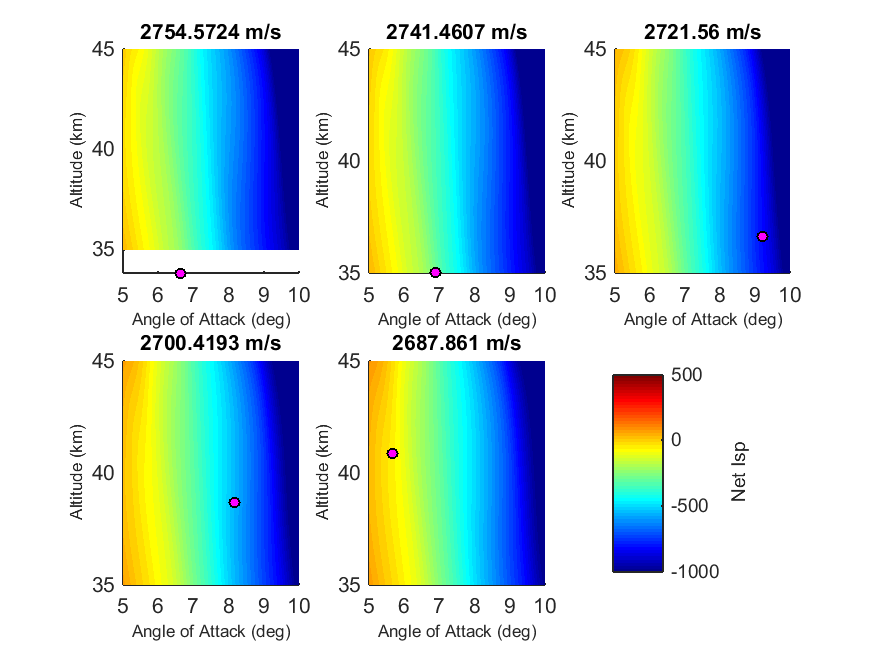 2754.5724 m/s
2741.4607 m/s
2721.56 m/s
45
40
35
Altitude (km)
5 6 7 8 9 10
Angle of Attack (deg)
45
40
35
Altitude (km)
5 6 7 8 9 10
Angle of Attack (deg)
45
40
35
Altitude (km)
5 6 7 8 9 10
Angle of Attack (deg)
2700.4193 m/s
2687.861 m/s
45
40
35
Altitude (km)
5 6 7 8 9 10
Angle of Attack (deg)
45
40
35
Altitude (km)
5 6 7 8 9 10
Angle of Attack (deg)
500
0
-500
-1000
Net Isp